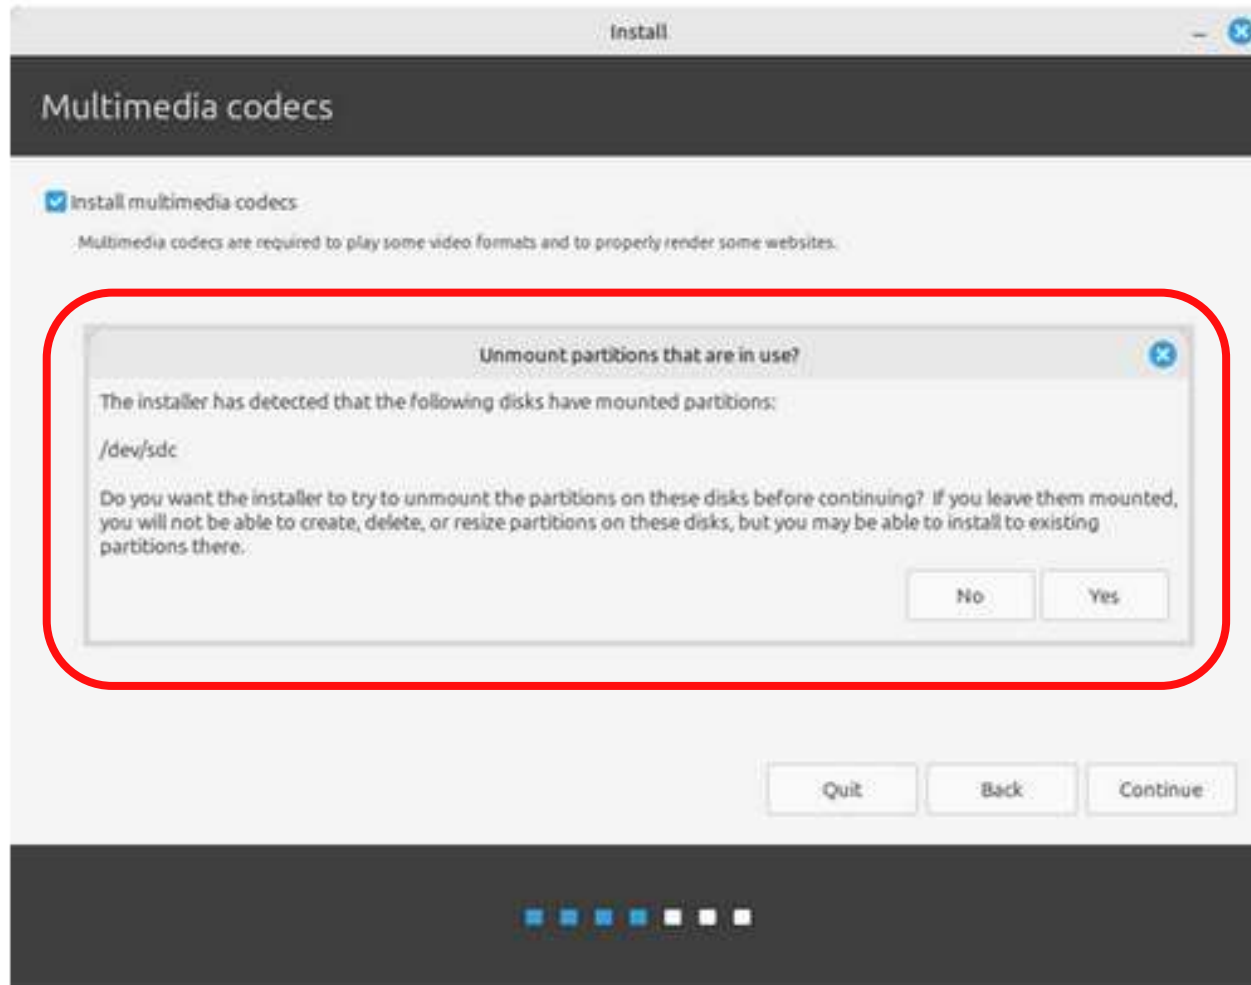 Install
Multimedia codecs
Install multimedia codecs
Multimedia codecs are required to play some video formats and to properly render some websites.
Unmount partitions that are in use?
The installer has detected that the following disks have mounted partitions:
/dev/sdc
Do you want the installer to try to unmount the partitions on these disks before continuing?  If you leave them mounted,
you will not be able to create, delete, or resize partitions on these disks, but you may be able to install to existing
partitions there.
No
Yes
Quit
Back
Continue